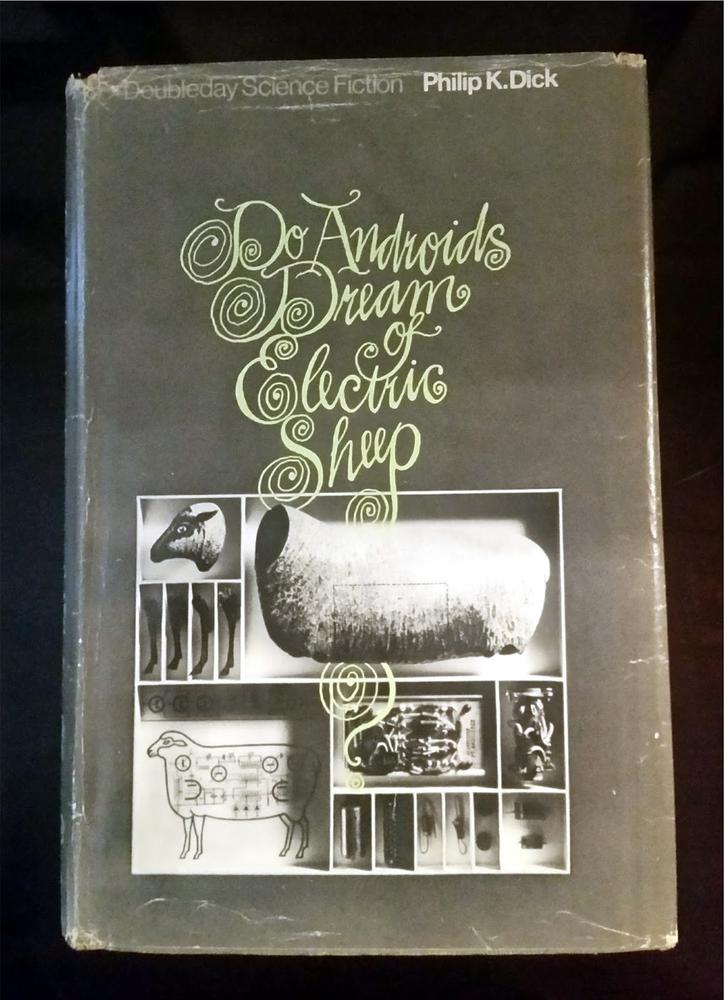 Doubleday Science Fiction Philip K. Dick
Do Androids
Dream
of
Electric
Sheep
?